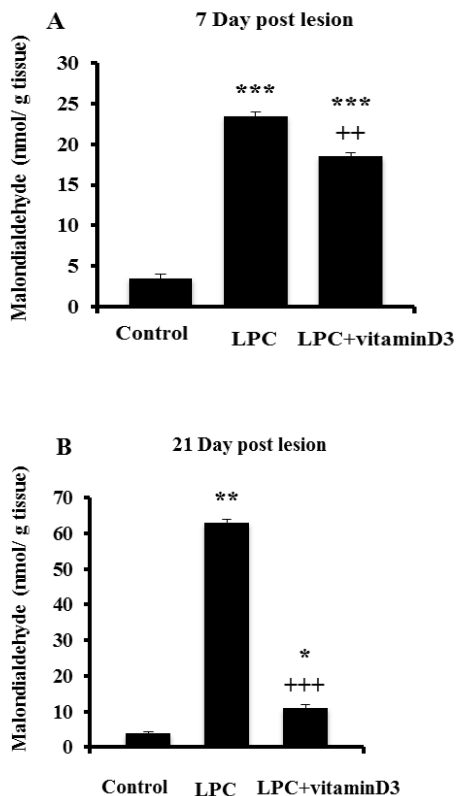 A
7 Day post lesion
Malondialdehyde (nmol/ g tissue)
30
25
20
15
10
5
0
***
***
++
Control
LPC
LPC+vitaminD3
B
21 Day post lesion
Malondialdehyde (nmol/ g tissue)
70
60
50
40
30
20
10
0
**
*
+++
Control
LPC
LPC+vitaminD3